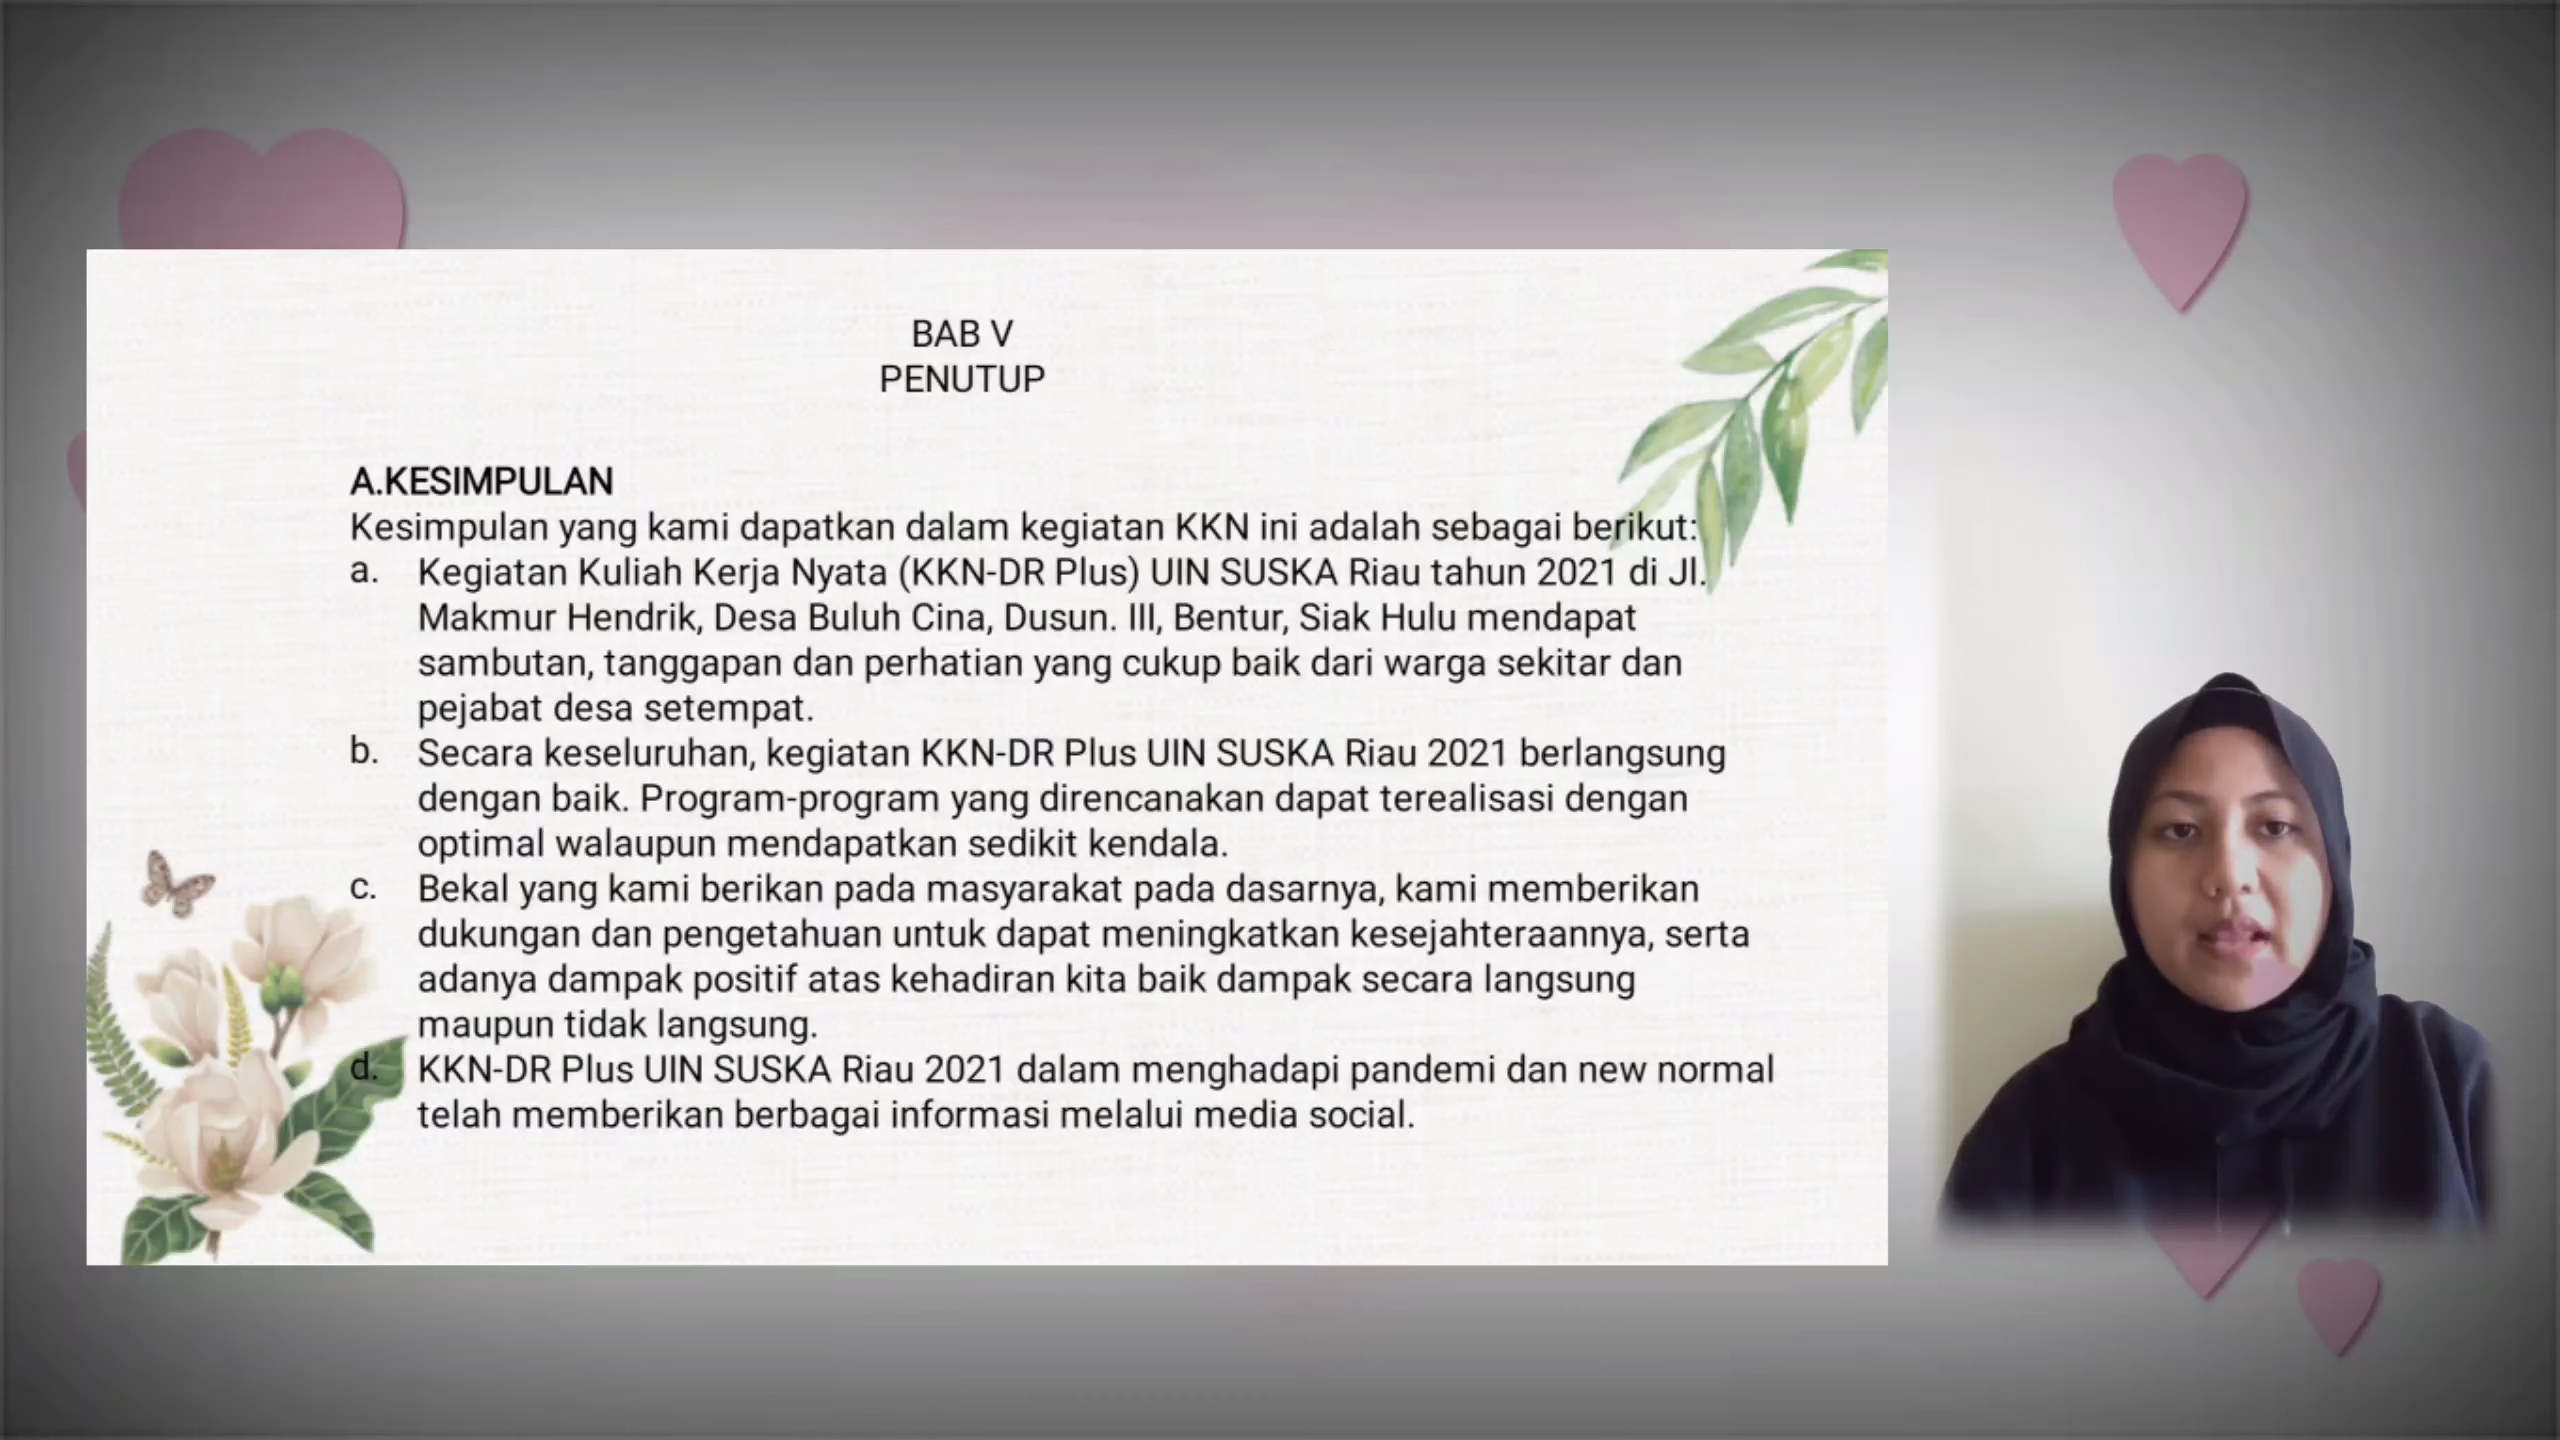 BAB V
PENUTUP
A.KESIMPULAN
Kesimpulan yang kami dapatkan dalam kegiatan KKN ini adalah sebagai berikut:
a. Kegiatan Kuliah Kerja Nyata (KKN-DR Plus) UIN SUSKA Riau tahun 2021 di Jl.
Makmur Hendrik, Desa Buluh Cina, Dusun. III, Bentur, Siak Hulu mendapat
sambutan, tanggapan dan perhatian yang cukup baik dari warga sekitar dan
pejabat desa setempat.
b. Secara keseluruhan, kegiatan KKN-DR Plus UIN SUSKA Riau 2021 berlangsung
dengan baik. Program-program yang direncanakan dapat terealisasi dengan
optimal walaupun mendapatkan sedikit kendala.
c. Bekal yang kami berikan pada masyarakat pada dasarnya, kami memberikan
dukungan dan pengetahuan untuk dapat meningkatkan kesejahteraannya, serta
adanya dampak positif atas kehadiran kita baik dampak secara langsung
maupun tidak langsung.
d. KKN-DR Plus UIN SUSKA Riau 2021 dalam menghadapi pandemi dan new normal
telah memberikan berbagai informasi melalui media social.